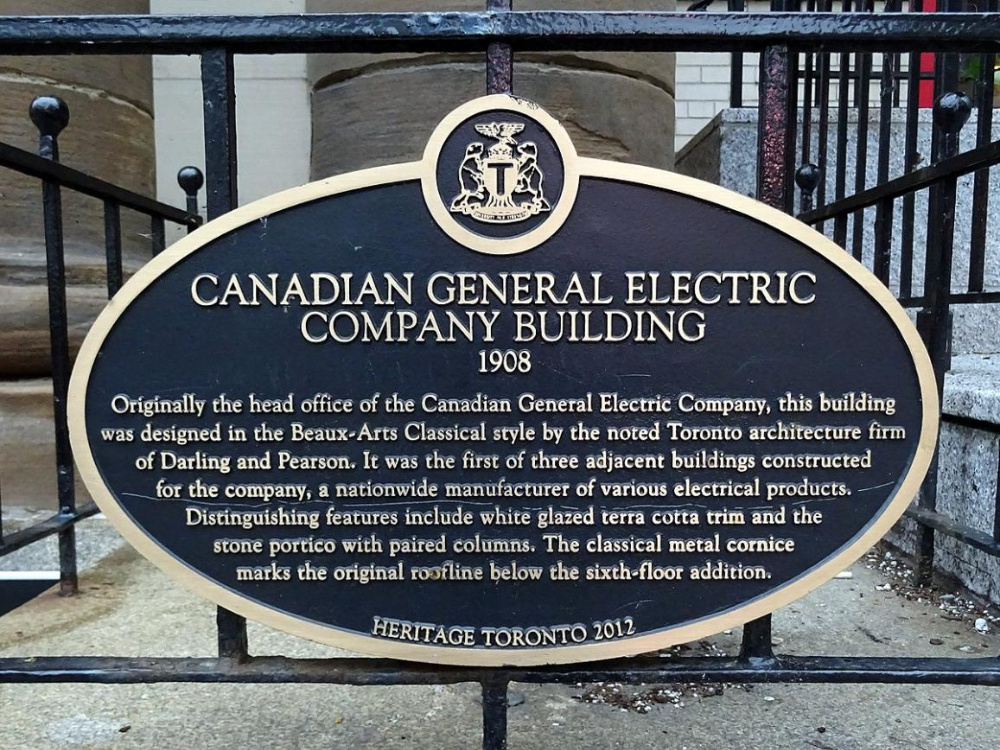 T
CANADIAN GENERAL ELECTRIC
COMPANY BUILDING
1908
Originally the head office of the Canadian General Electric Company, this building
was designed in the Beaux-Arts Classical style by the noted Toronto architecture firm
of Darling and Pearson. It was the first of three adjacent buildings constructed
for the company, a nationwide manufacturer of various electrical products.
Distinguishing features include white glazed terra cotta trim and the
stone portico with paired columns. The classical metal cornice
marks the original roofline below the sixth-floor addition.
HERITAGE TORONTO 2012